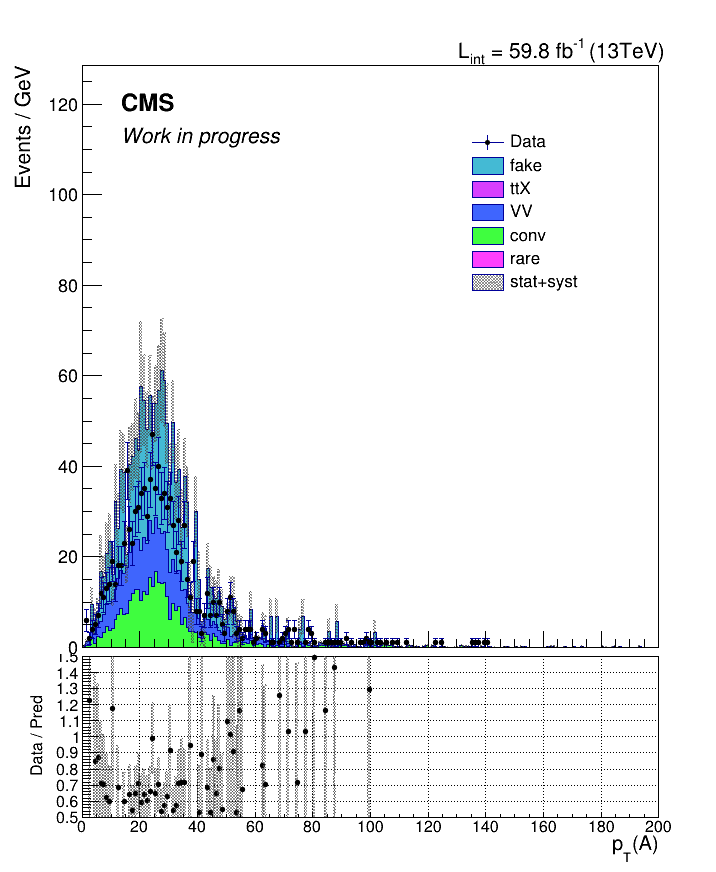 L_int = 59.8 fb^-1 (13TeV)
Events / GeV
CMS
Work in progress
120
100
80
60
40
20
0
Data
fake
ttX
VV
conv
rare
stat+syst
Data / Pred
1.5
1.4
1.3
1.2
1.1
1
0.9
0.8
0.7
0.6
0.5
0 20 40 60 80 100 120 140 160 180 200
p_T(A)